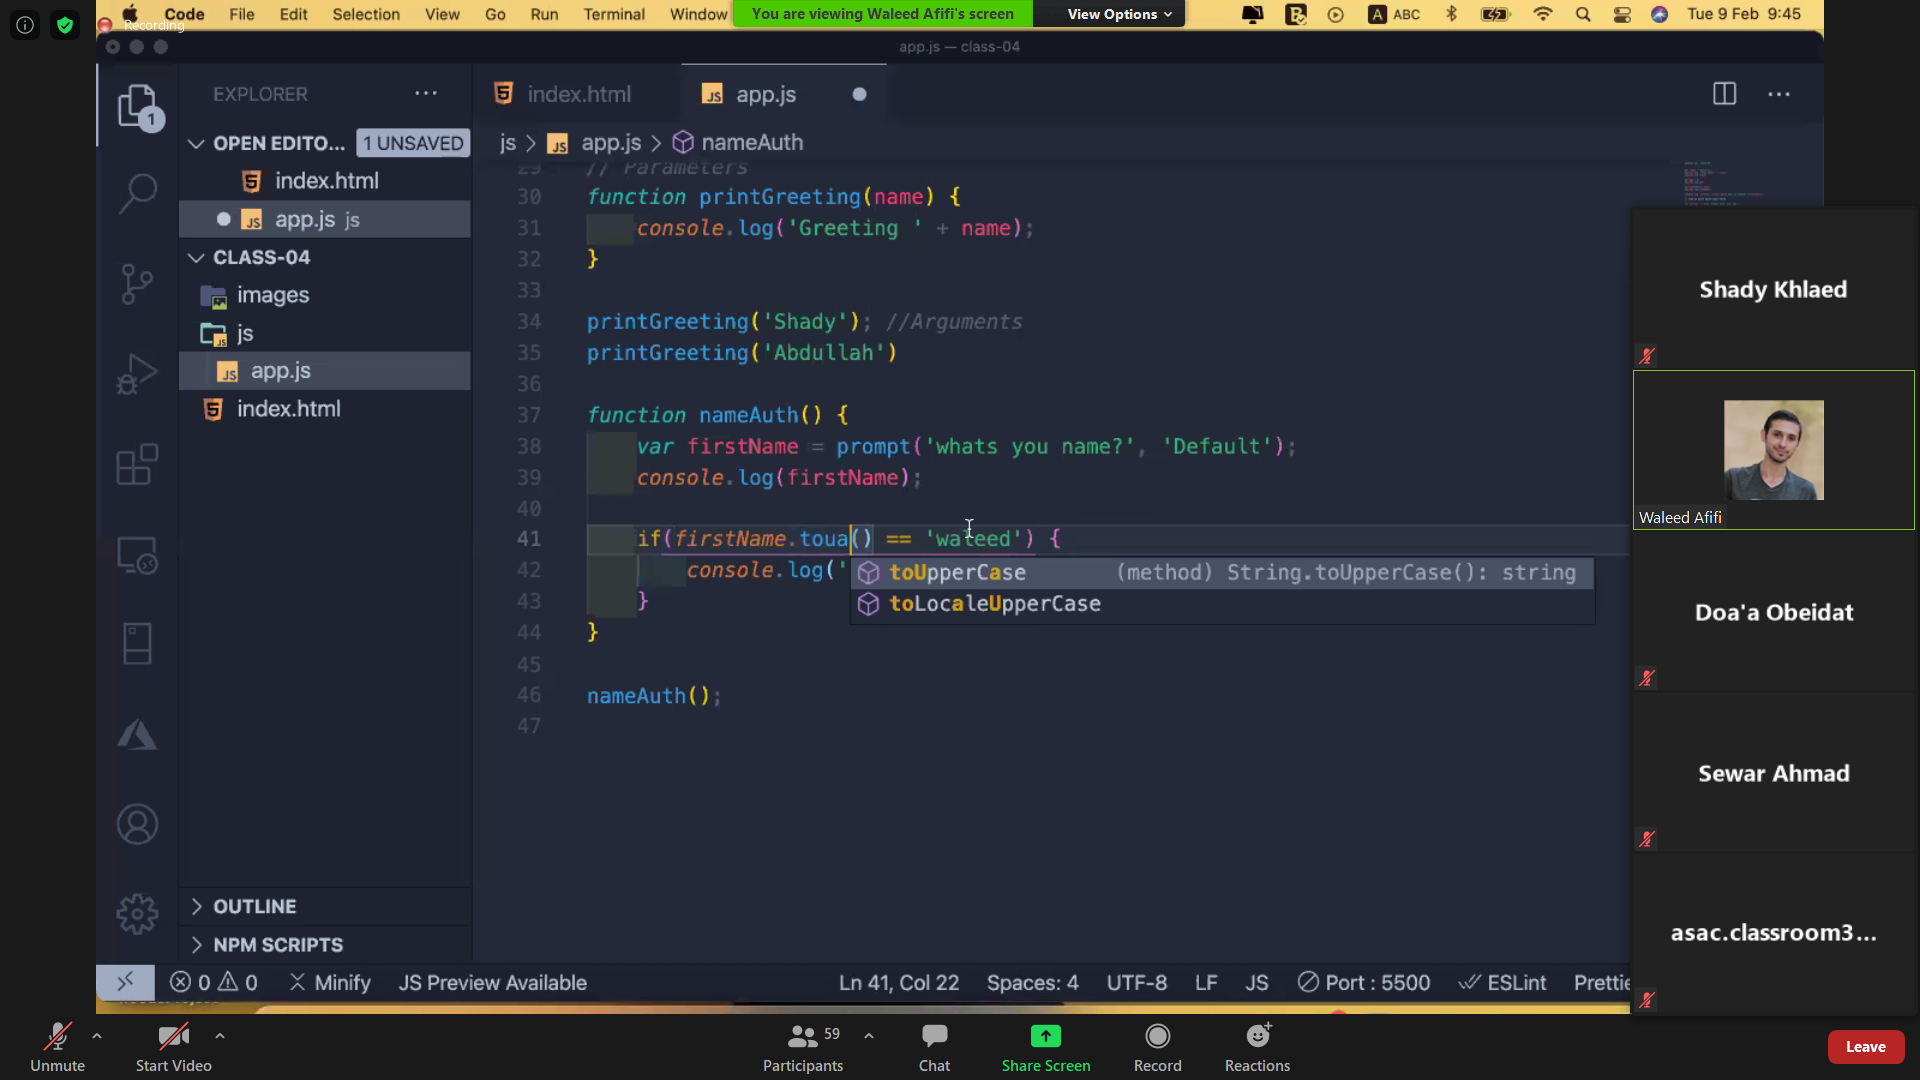 Code File Edit Selection View Go Run Terminal Window
Recording
You are viewing Waleed Afifi's screen
View Options
A ABC
Tue 9 Feb 9:45
app.js — class-04
1
EXPLORER
OPEN EDITO... 1 UNSAVED
index.html
app.js js
CLASS-04
images
js
app.js
index.html
OUTLINE
NPM SCRIPTS
index.html
app.js
js > app.js > nameAuth
29 // Parameters
30 function printGreeting(name) {
31 console.log('Greeting ' + name);
32 }
33
34 printGreeting('Shady'); //Arguments
35 printGreeting('Abdullah')
36
37 function nameAuth() {
38 var firstName = prompt('whats you name?', 'Default');
39 console.log(firstName);
40
41 if(firstName.toua() == 'waleed') {
42 console.log('
toUpperCase (method) String.toUpperCase(): string
toLocaleUpperCase
43 }
44 }
45
46 nameAuth();
47
0 0 Minify JS Preview Available Ln 41, Col 22 Spaces: 4 UTF-8 LF JS Port : 5500 ESLint Prettie
Shady Khlaed
Waleed Afifi
Doa'a Obeidat
Sewar Ahmad
asac.classroom3...
Unmute
Start Video
Participants 59
Chat
Share Screen
Record
Reactions
Leave